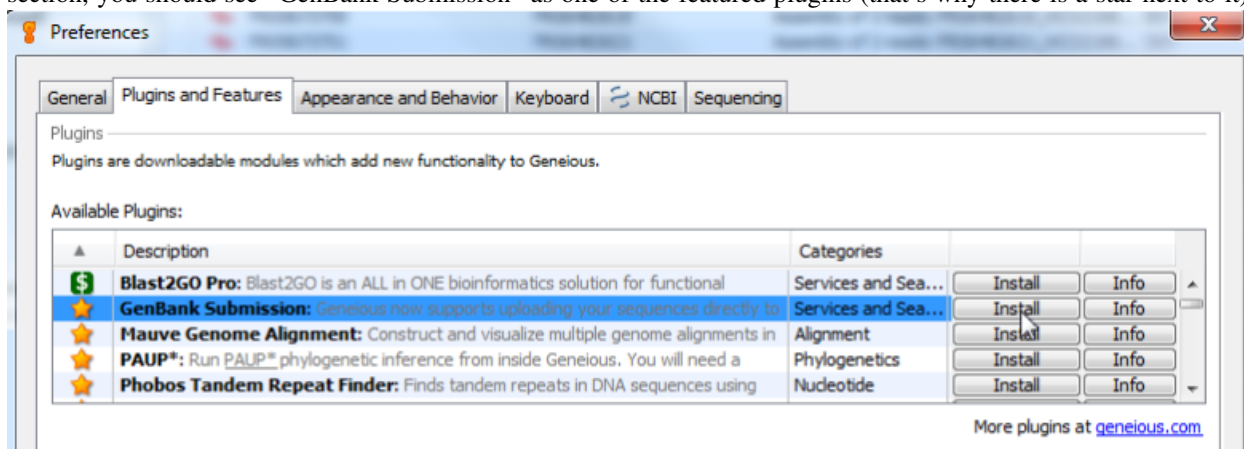 section, you should see "GenBank Submission" as one of the featured plugins (that's why there is a star next to it)
Preferences
General Plugins and Features Appearance and Behavior Keyboard NCBI Sequencing
Plugins
Plugins are downloadable modules which add new functionality to Geneious.
Available Plugins:
Description Categories
$ Blast2GO Pro: Blast2GO is an ALL in ONE bioinformatics solution for functional Services and Sea... Install Info
GenBank Submission: Geneious now supports uploading your sequences directly to Services and Sea... Install Info
Mauve Genome Alignment: Construct and visualize multiple genome alignments in Alignment Install Info
PAUP*: Run PAUP* phylogenetic inference from inside Geneious. You will need a Phylogenetics Install Info
Phobos Tandem Repeat Finder: Finds tandem repeats in DNA sequences using Nucleotide Install Info
More plugins at geneious.com